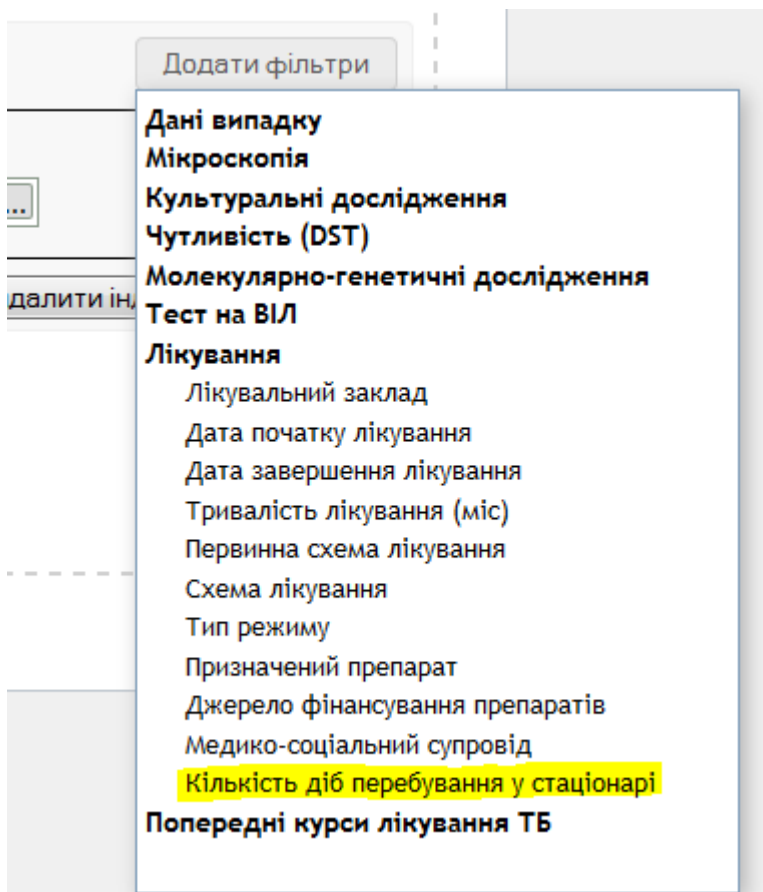 Додати фільтри
Дані випадку
Мікроскопія
...
Культуральні дослідження
Чутливість (DST)
Молекулярно-генетичні дослідження
далити ін
Тест на ВІЛ
Лікування
Лікувальний заклад
Дата початку лікування
Дата завершення лікування
Тривалість лікування (міс)
Первинна схема лікування
Схема лікування
Тип режиму
Призначений препарат
Джерело фінансування препаратів
Медико-соціальний супровід
Кількість діб перебування у стаціонарі
Попередні курси лікування ТБ